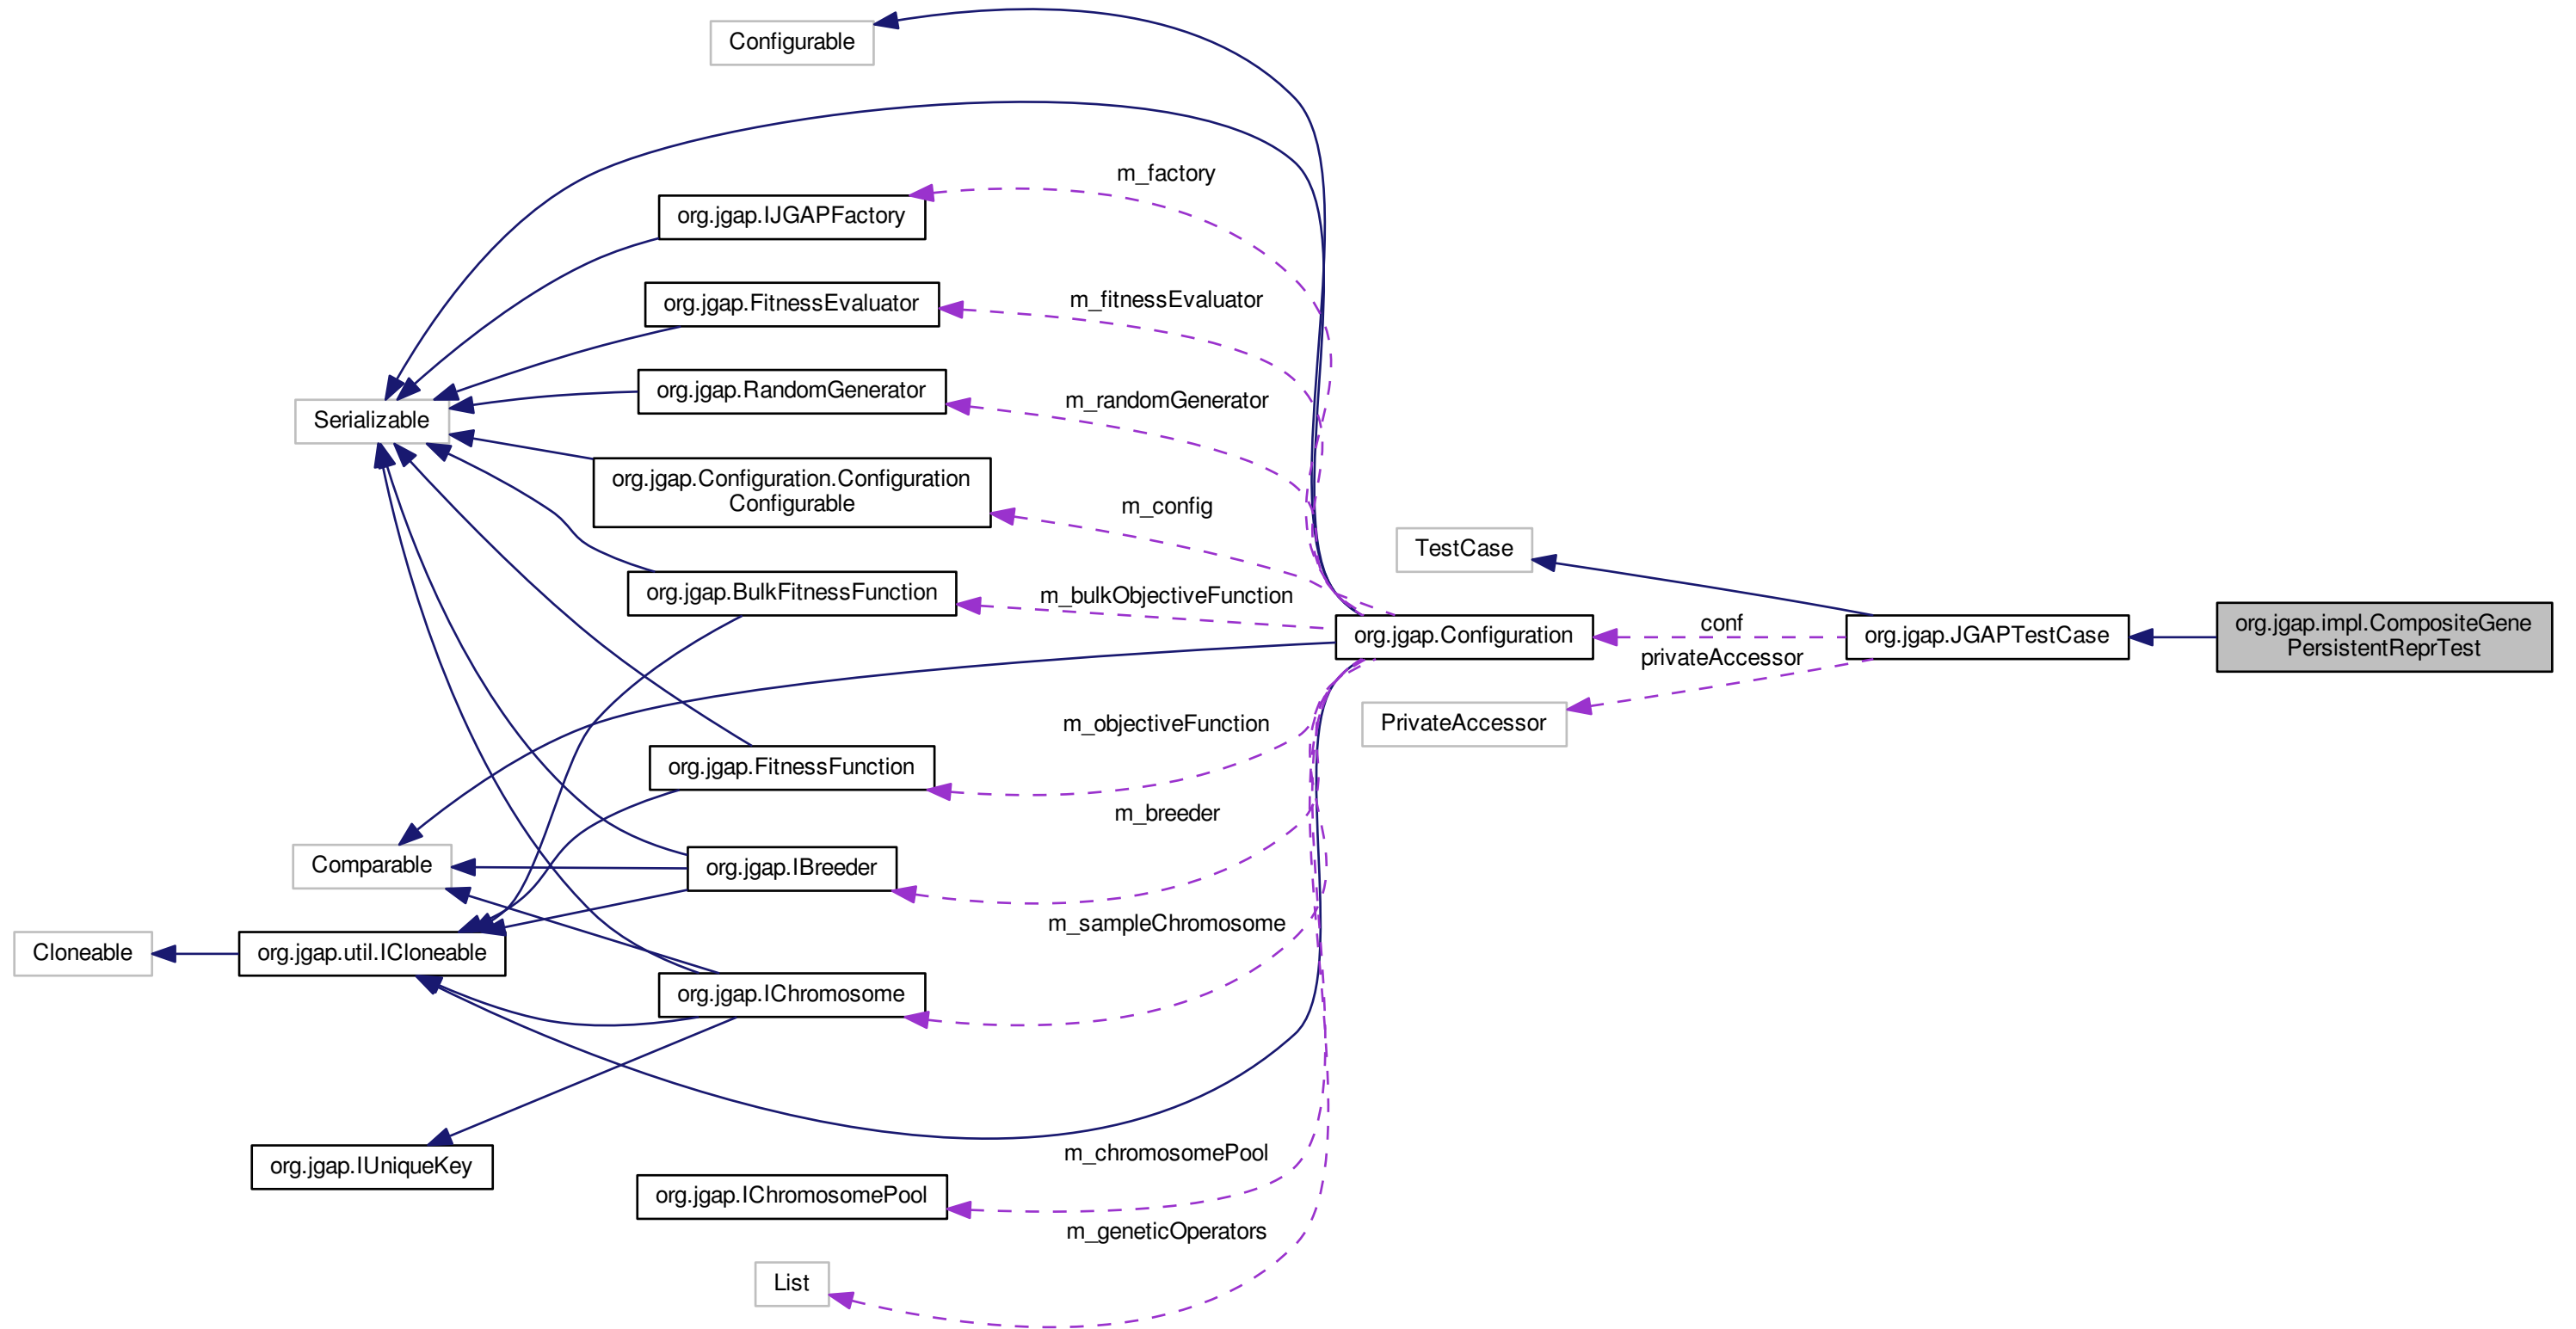 Configurable
m_factory
org.jgap.IJGAPFactory
m_fitnessEvaluator
org.jgap.FitnessEvaluator
m_randomGenerator
org.jgap.RandomGenerator
Serializable
m_config
org.jgap.Configuration.Configuration
Configurable
TestCase
m_bulkObjectiveFunction
org.jgap.BulkFitnessFunction
conf
org.jgap.Configuration
org.jgap.JGAPTestCase
org.jgap.impl.CompositeGene
PersistentReprTest
privateAccessor
PrivateAccessor
m_objectiveFunction
org.jgap.FitnessFunction
m_breeder
Comparable
org.jgap.IBreeder
m_sampleChromosome
Cloneable
org.jgap.util.ICloneable
org.jgap.IChromosome
m_chromosomePool
org.jgap.IUniqueKey
org.jgap.IChromosomePool
m_geneticOperators
List